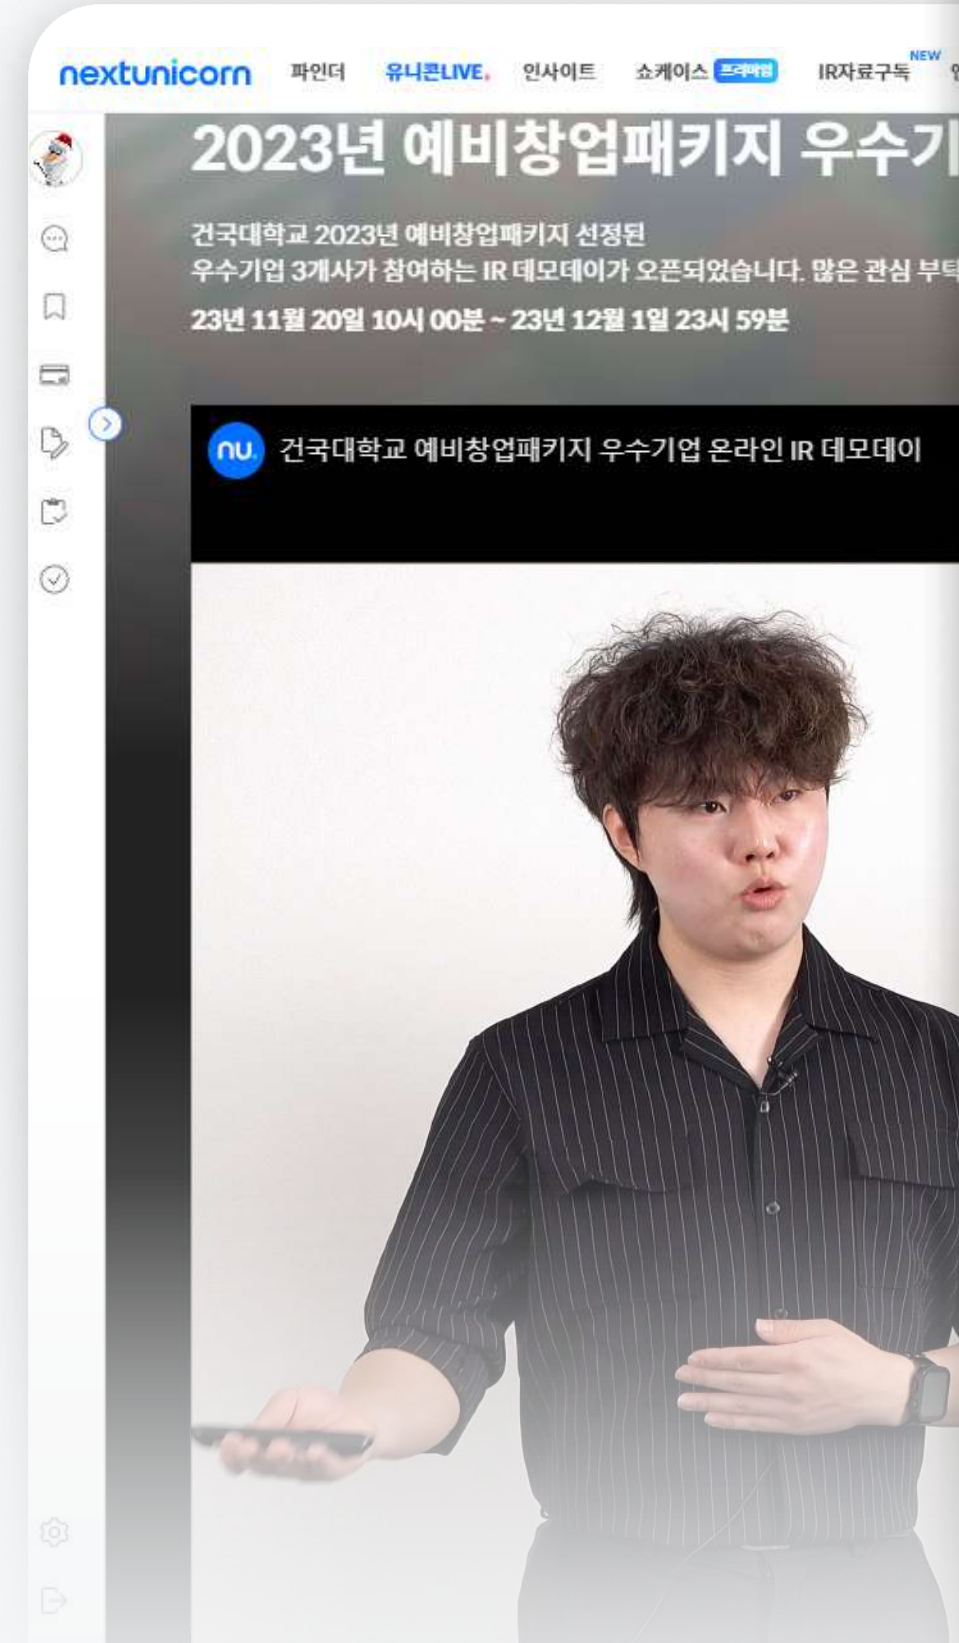 nextunicorn 파인더 유니콘LIVE. 인사이트 쇼케이스 프리미엄 IR자료구독 NEW
2023년 예비창업패키지 우수기
건국대학교 2023년 예비창업패키지 선정된
우수기업 3개사가 참여하는 IR 데모데이가 오픈되었습니다. 많은 관심 부탁
23년 11월 20일 10시 00분 ~ 23년 12월 1일 23시 59분
nu. 건국대학교 예비창업패키지 우수기업 온라인 IR 데모데이